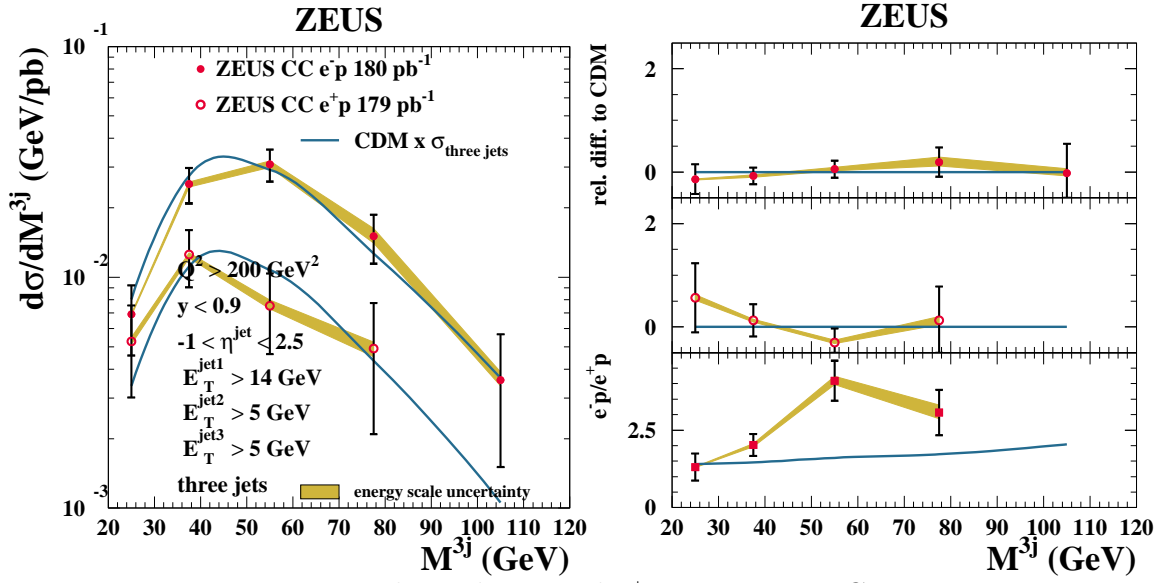 ZEUS
dσ/dM^3j (GeV/pb)
10^-1
10^-2
10^-3
ZEUS CC e^-p 180 pb^-1
ZEUS CC e^+p 179 pb^-1
CDM x σ_three jets
Q^2 > 200 GeV^2
y < 0.9
-1 < η^jet < 2.5
E_T^jet1 > 14 GeV
E_T^jet2 > 5 GeV
E_T^jet3 > 5 GeV
three jets
energy scale uncertainty
20 30 40 50 60 70 80 90 100 110 120
M^3j (GeV)
ZEUS
rel. diff. to CDM
2
0
2
0
e^-p/e^+p
2.5
0
20 30 40 50 60 70 80 90 100 110 120
M^3j (GeV)